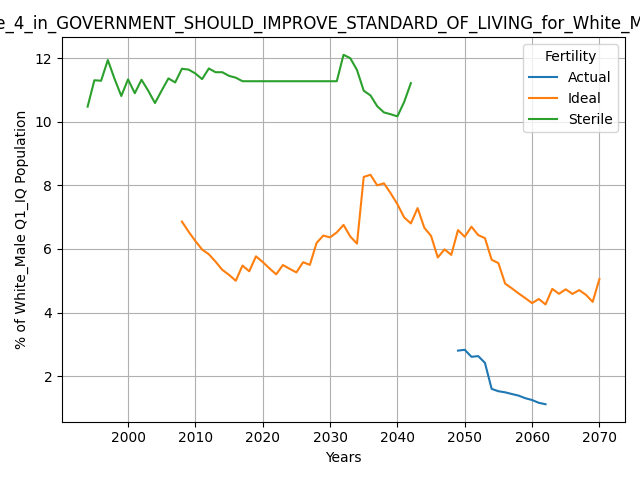 e_4_in_GOVERNMENT_SHOULD_IMPROVE_STANDARD_OF_LIVING_for_White_M
Fertility
Actual
Ideal
Sterile
12
10
8
6
4
2
% of White_Male Q1_IQ Population
2000 2010 2020 2030 2040 2050 2060 2070
Years